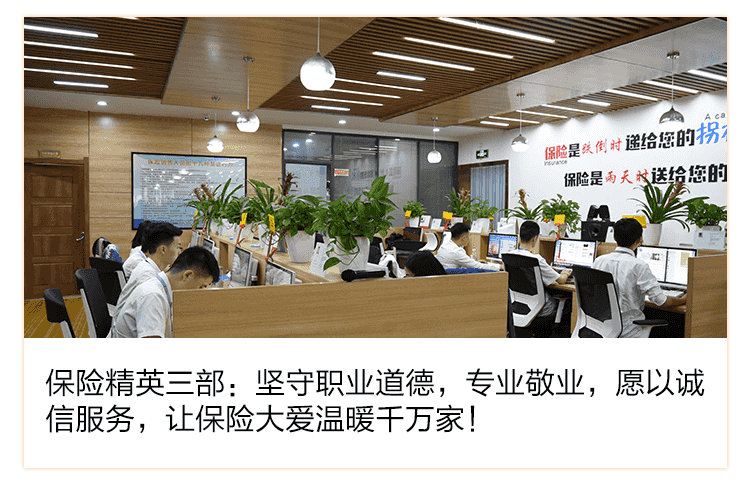 保险是跌倒时递给您的拐
Insurance
保险是雨天时送给您的
保险精英三部：坚守职业道德，专业敬业，愿以诚
信服务，让保险大爱温暖千万家！